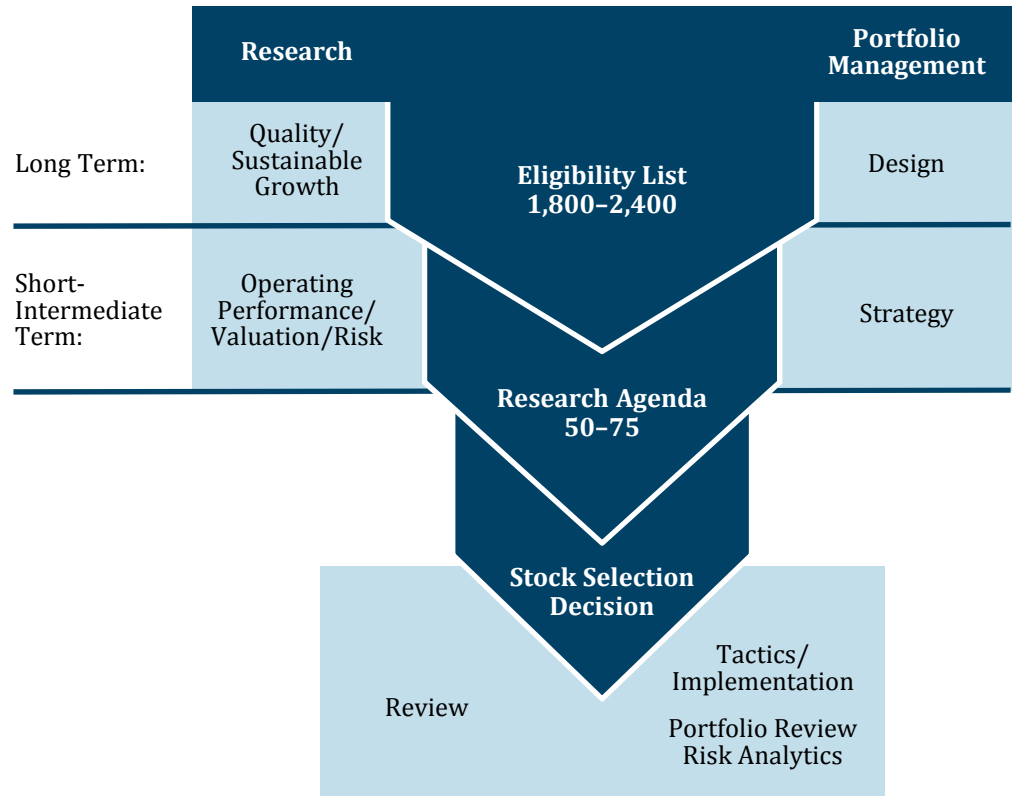 Research
Portfolio
Management
Long Term:
Quality/
Sustainable
Growth
Eligibility List
1,800–2,400
Design
Short-
Intermediate
Term:
Operating
Performance/
Valuation/Risk
Strategy
Research Agenda
50–75
Stock Selection
Decision
Review
Tactics/
Implementation
Portfolio Review
Risk Analytics